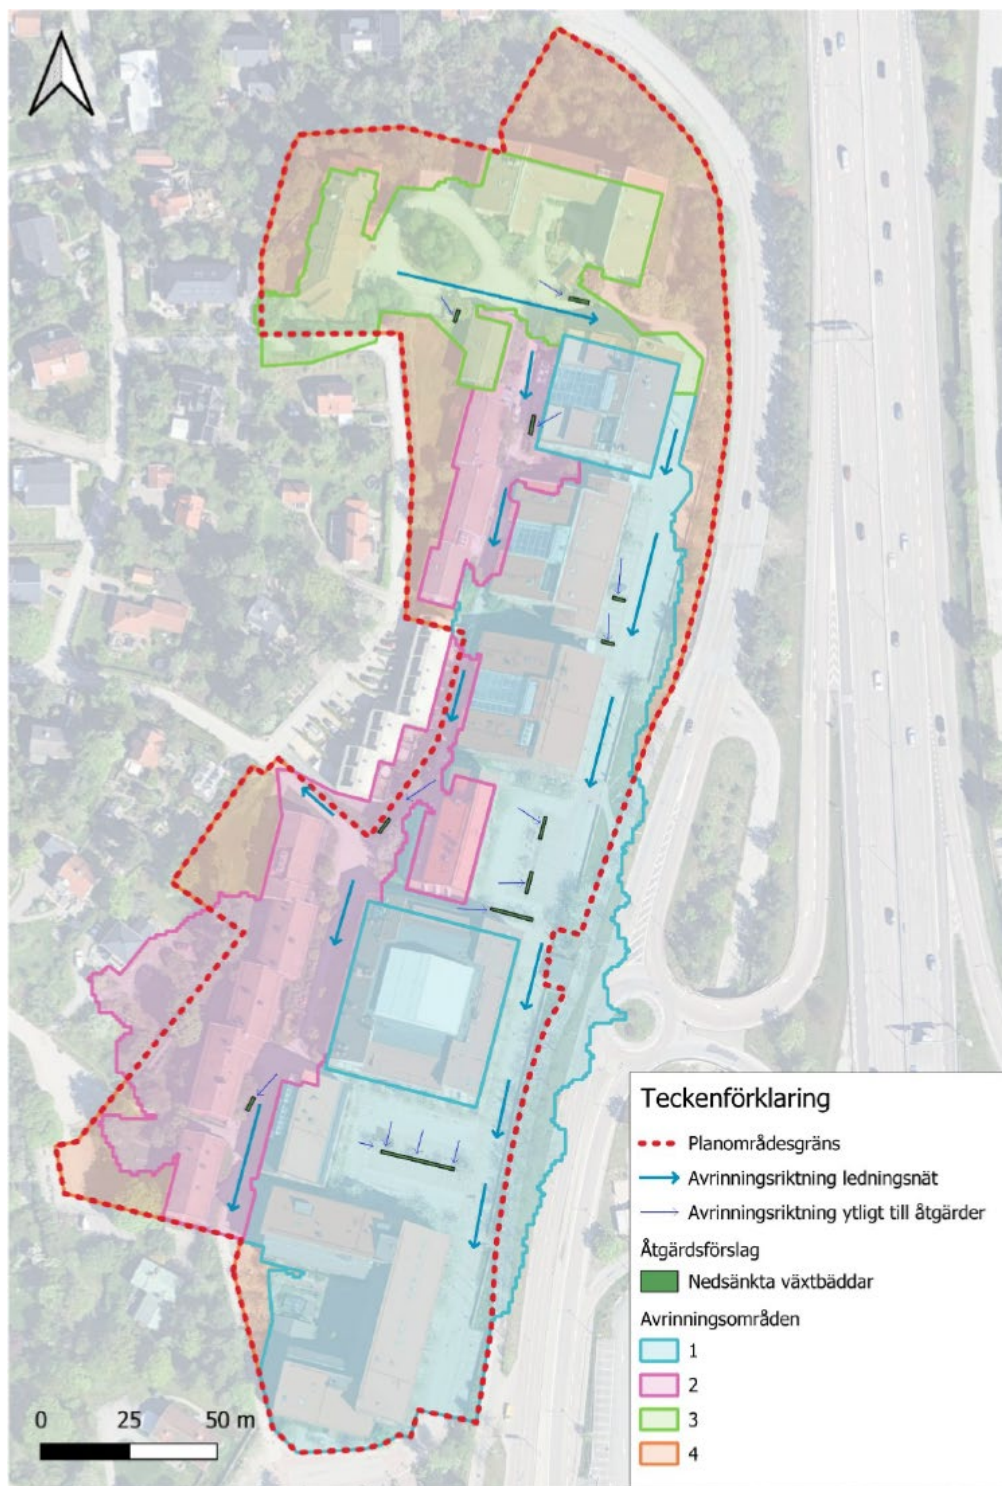 Teckenförklaring
Planområdesgräns
Avrinningsriktning ledningsnät
Avrinningsriktning ytligt till åtgärder
Åtgärdsförslag
Nedsänkta växtbäddar
Avrinningsområden
1
2
3
4
0 25 50 m